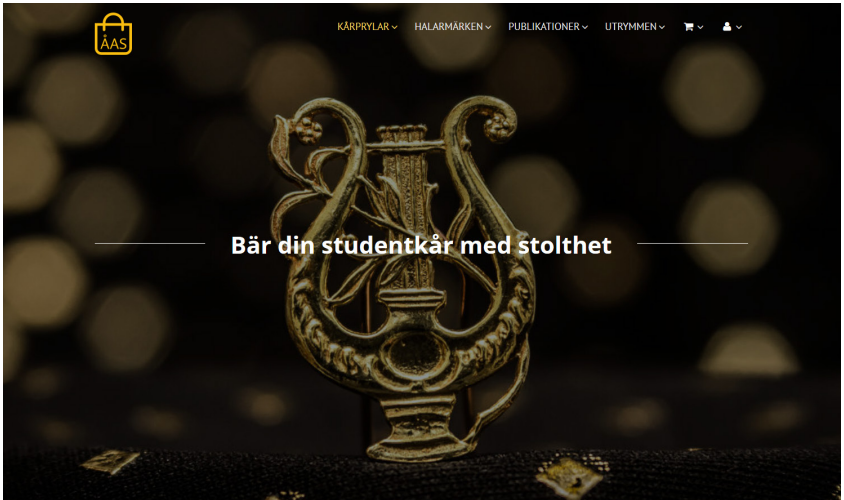 ÅAS
KÅRPRYLAR
HALARMÄRKEN
PUBLIKATIONER
UTRYMMEN
Bär din studentkår med stolthet